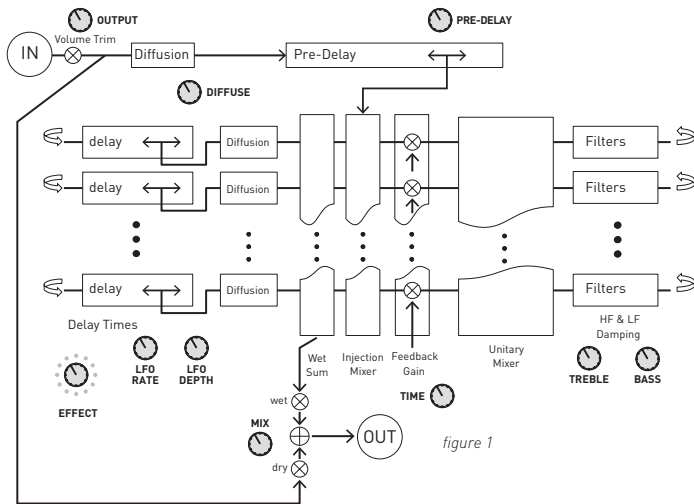 OUTPUT
PRE-DELAY
IN
Volume Trim
Diffusion
Pre-Delay
DIFFUSE
delay
Diffusion
Filters
delay
Diffusion
Filters
delay
Diffusion
Filters
Delay Times
LFO
RATE
LFO
DEPTH
EFFECT
Wet
Sum
Injection
Mixer
Feedback
Gain
Unitary
Mixer
HF & LF
Damping
TREBLE
BASS
TIME
wet
MIX
OUT
dry
figure 1